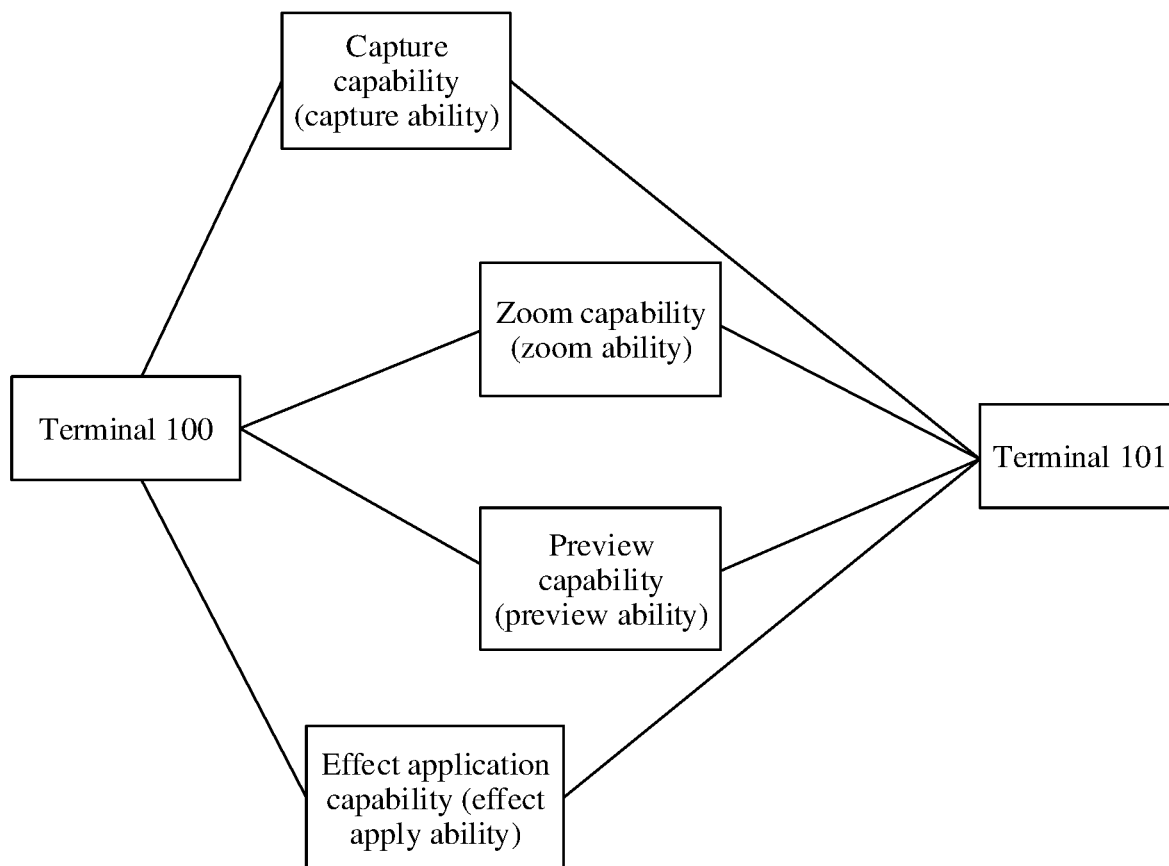 Capture
capability
(capture ability)
Zoom capability
(zoom ability)
Terminal 100
Terminal 101
Preview
capability
(preview ability)
Effect application
capability (effect
apply ability)